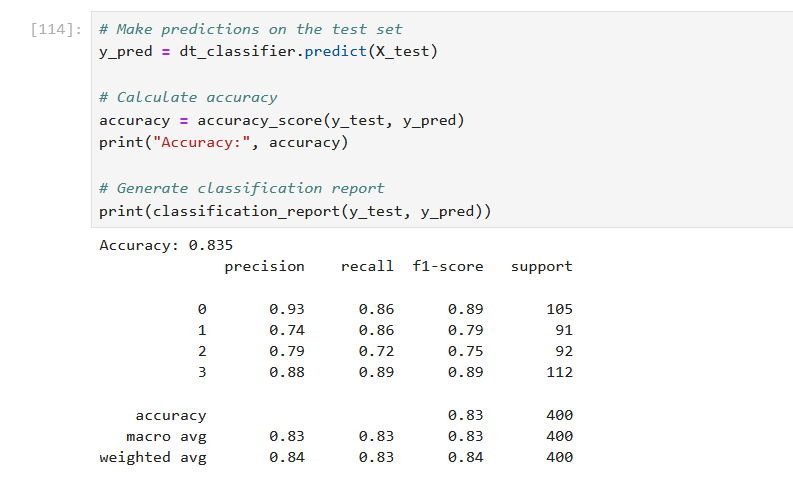 [114]: # Make predictions on the test set
y_pred = dt_classifier.predict(X_test)
# Calculate accuracy
accuracy = accuracy_score(y_test, y_pred)
print("Accuracy:", accuracy)
# Generate classification report
print(classification_report(y_test, y_pred))
Accuracy: 0.835
precision recall f1-score support
0 0.93 0.86 0.89 105
1 0.74 0.86 0.79 91
2 0.79 0.72 0.75 92
3 0.88 0.89 0.89 112
accuracy 0.83 400
macro avg 0.83 0.83 0.83 400
weighted avg 0.84 0.83 0.84 400